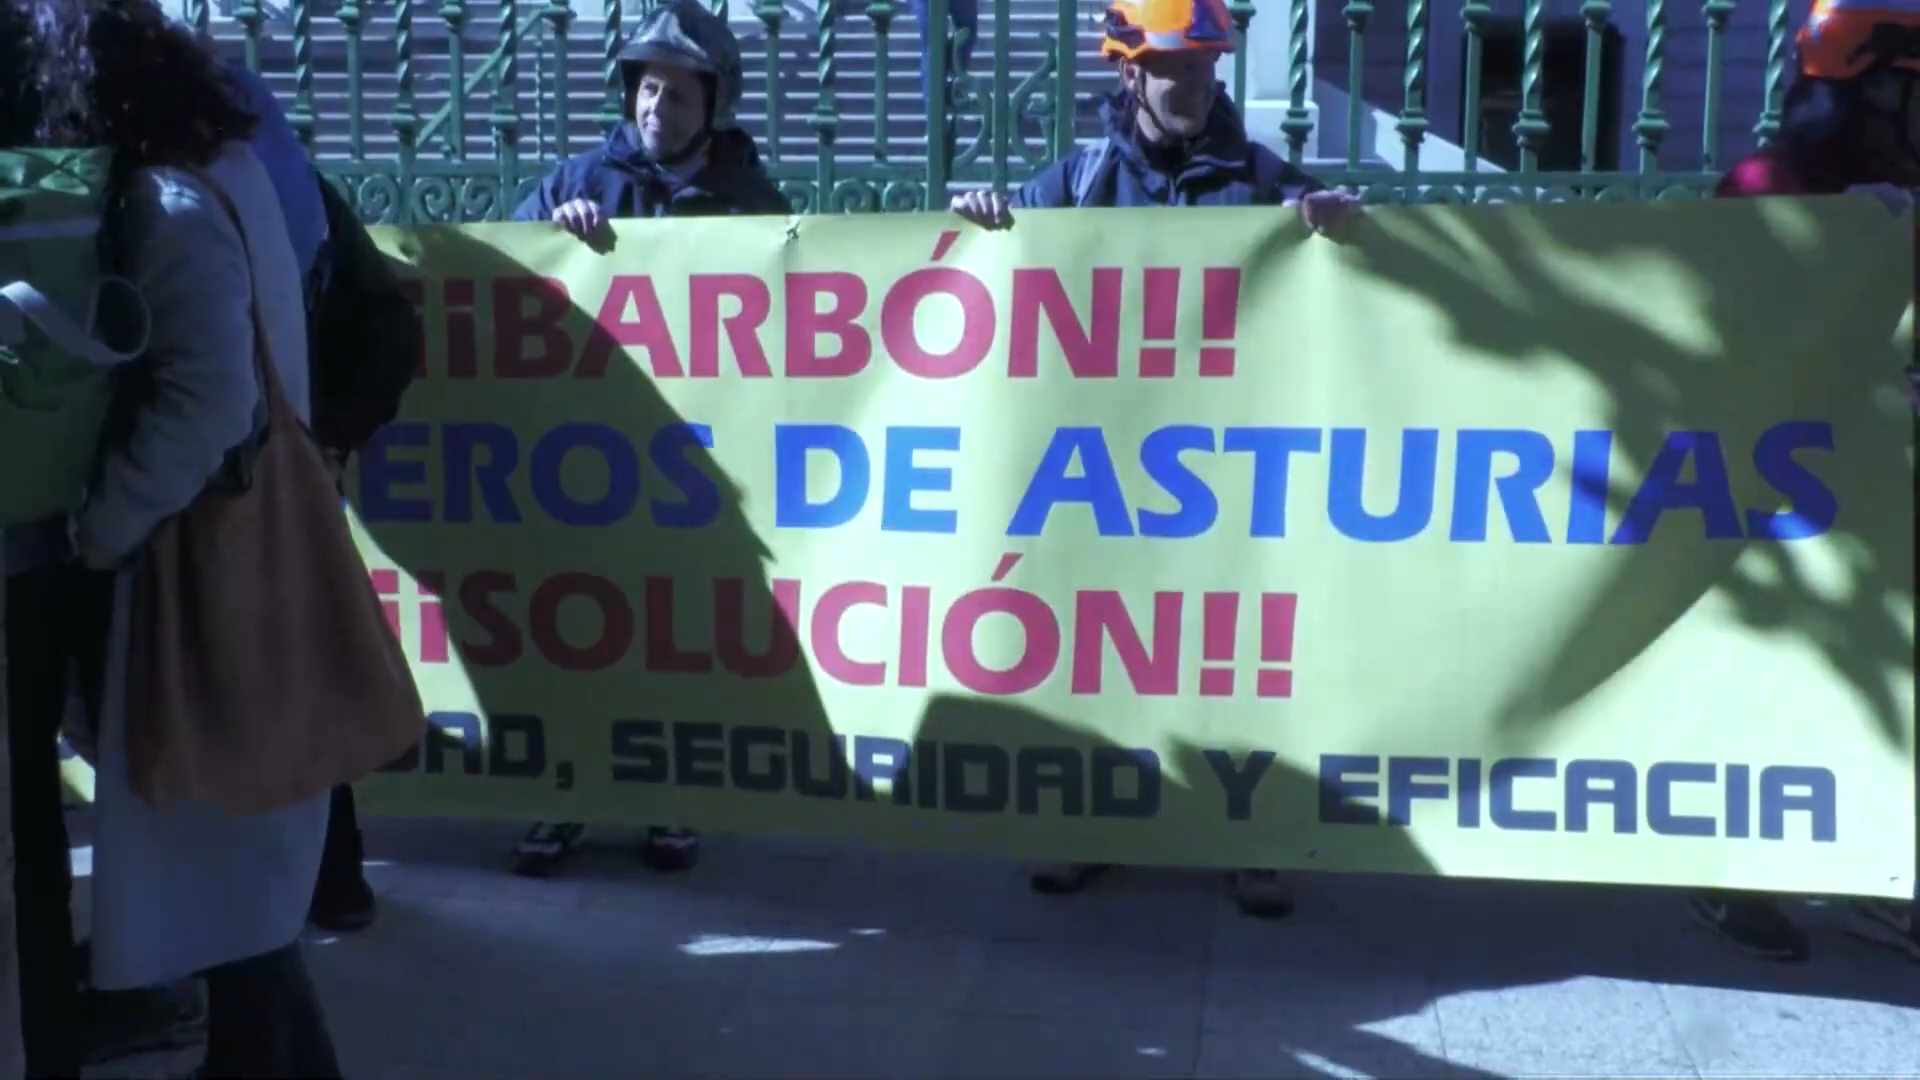 ¡¡BARBÓN!!
EROS DE ASTURIAS
¡¡SOLUCIÓN!!
DAD, SEGURIDAD Y EFICACIA